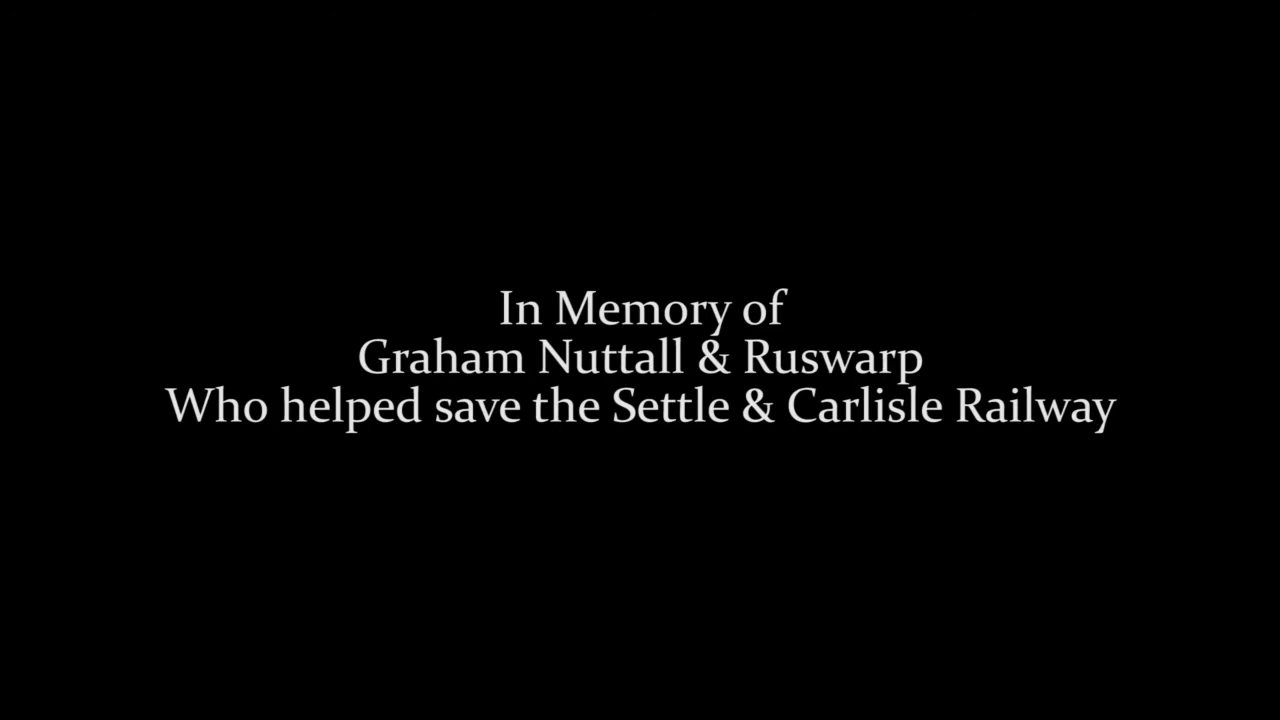 In Memory of
Graham Nuttall & Ruswarp
Who helped save the Settle & Carlisle Railway